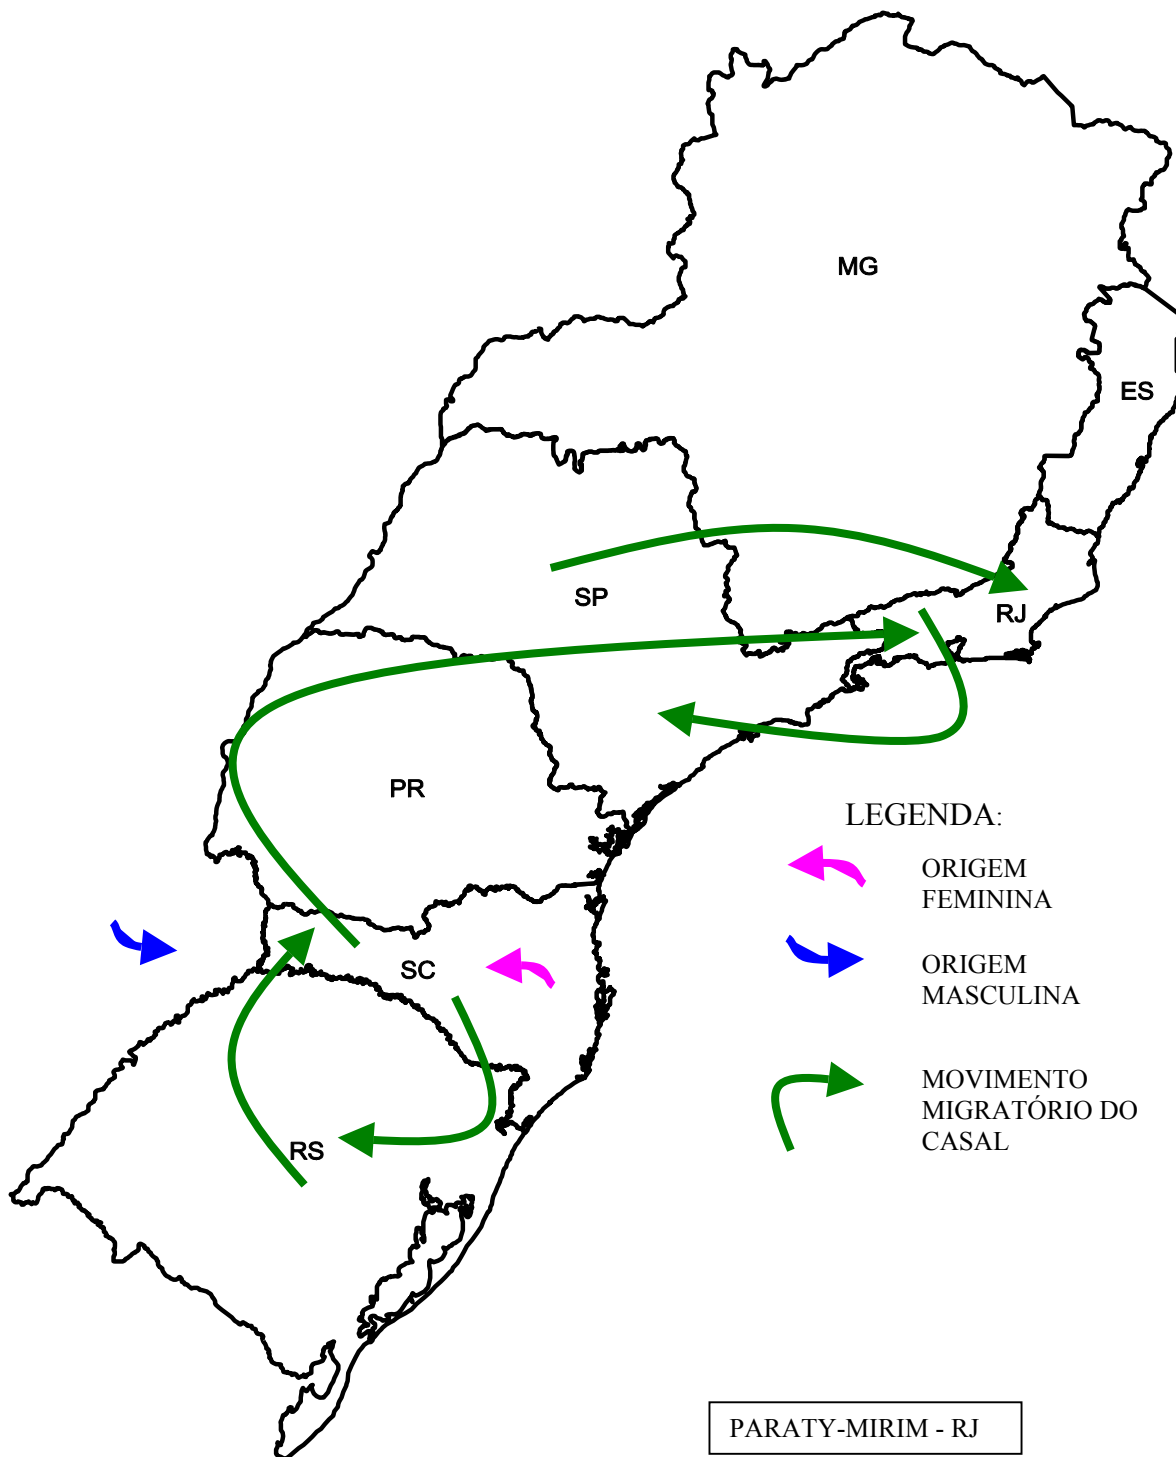 MG
ES
SP
RJ
PR
LEGENDA:
ORIGEM
FEMININA
SC
ORIGEM
MASCULINA
MOVIMENTO
MIGRATÓRIO DO
CASAL
RS
PARATY-MIRIM - RJ